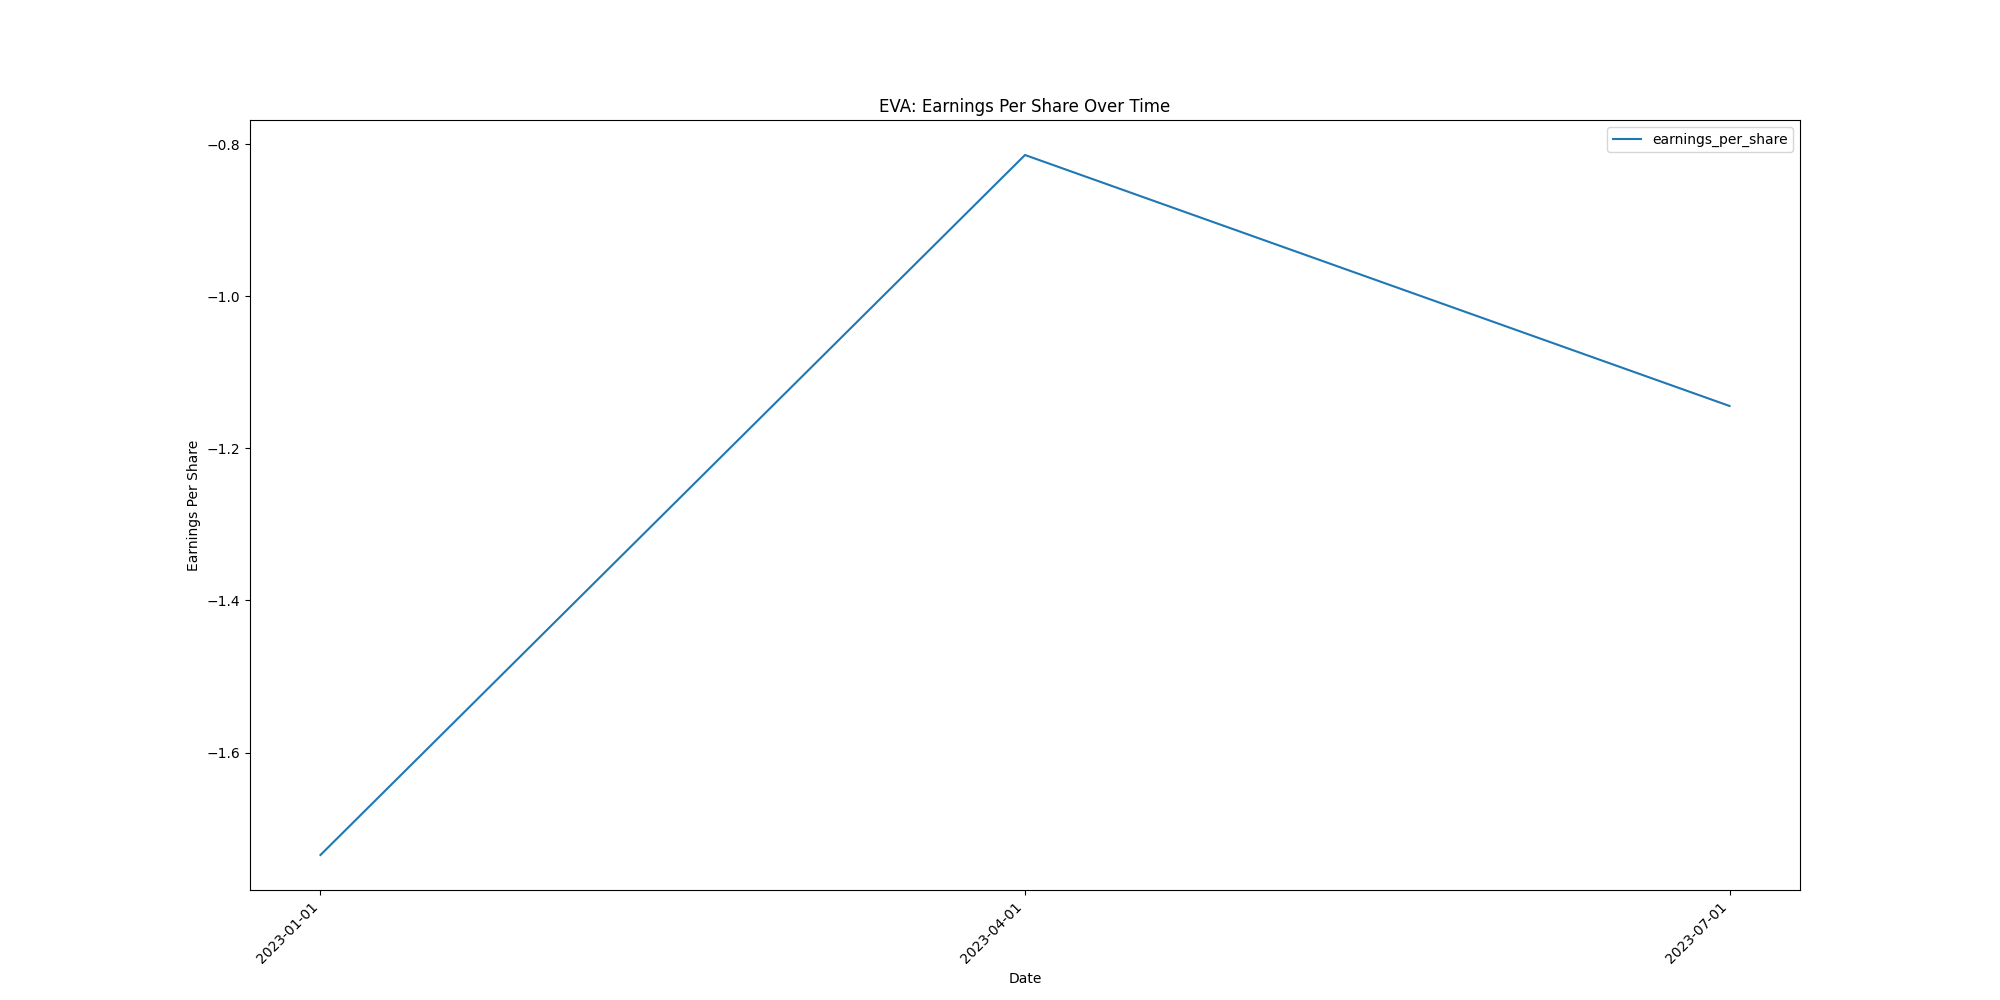 EVA: Earnings Per Share Over Time
earnings_per_share
−0.8
−1.0
−1.2
−1.4
−1.6
Earnings Per Share
2023-01-01
2023-04-01
2023-07-01
Date